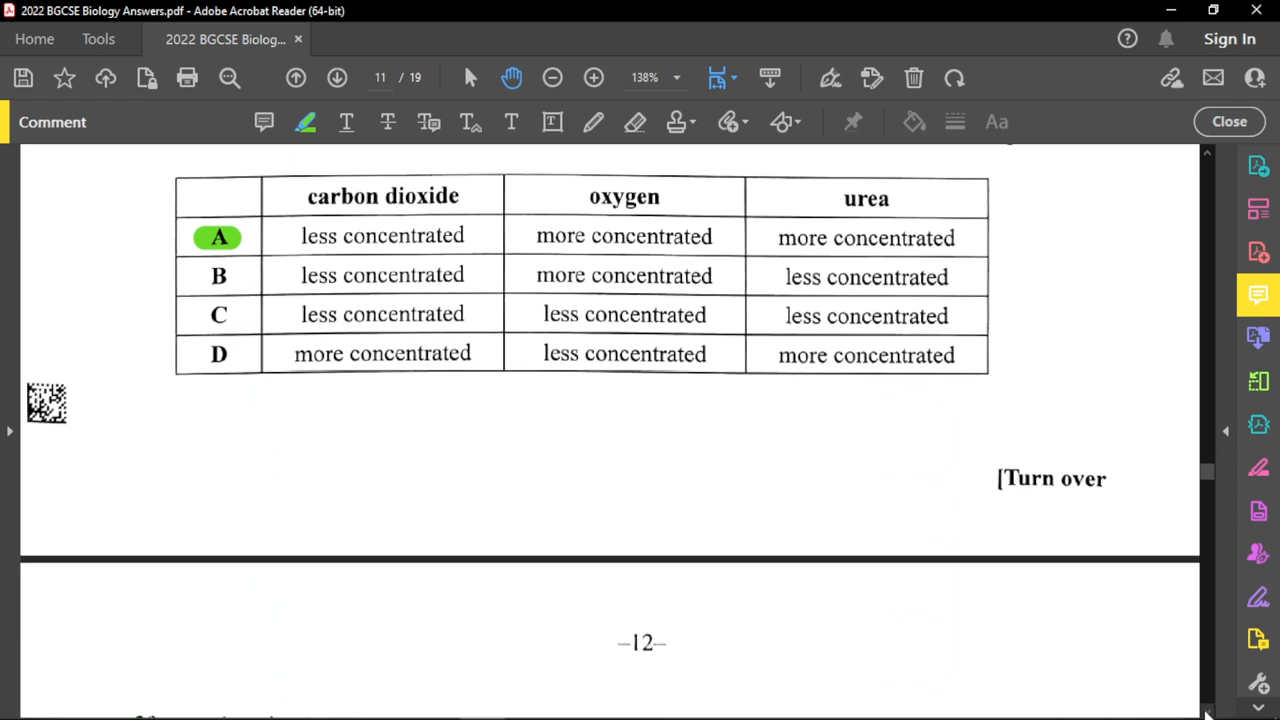 2022 BGCSE Biology Answers.pdf - Adobe Acrobat Reader (64-bit)
Home Tools 2022 BGCSE Biolog... × Sign In
11 / 19 138%
Comment Close
carbon dioxide oxygen urea
A less concentrated more concentrated more concentrated
B less concentrated more concentrated less concentrated
C less concentrated less concentrated less concentrated
D more concentrated less concentrated more concentrated
[Turn over
–12–